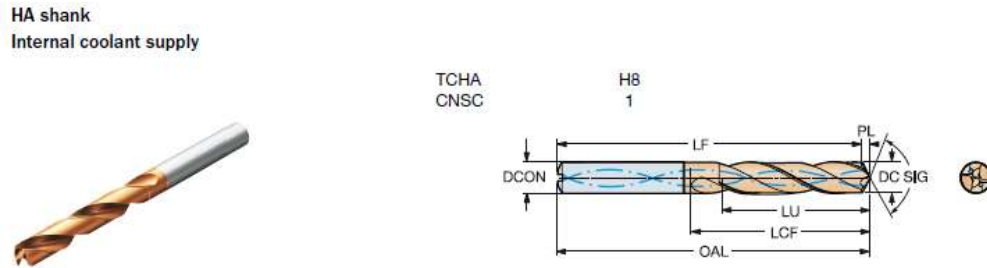 HA shank
Internal coolant supply
TCHA H8
CNSC 1
PL
LF
DCON
DC SIG
LU
LCF
OAL